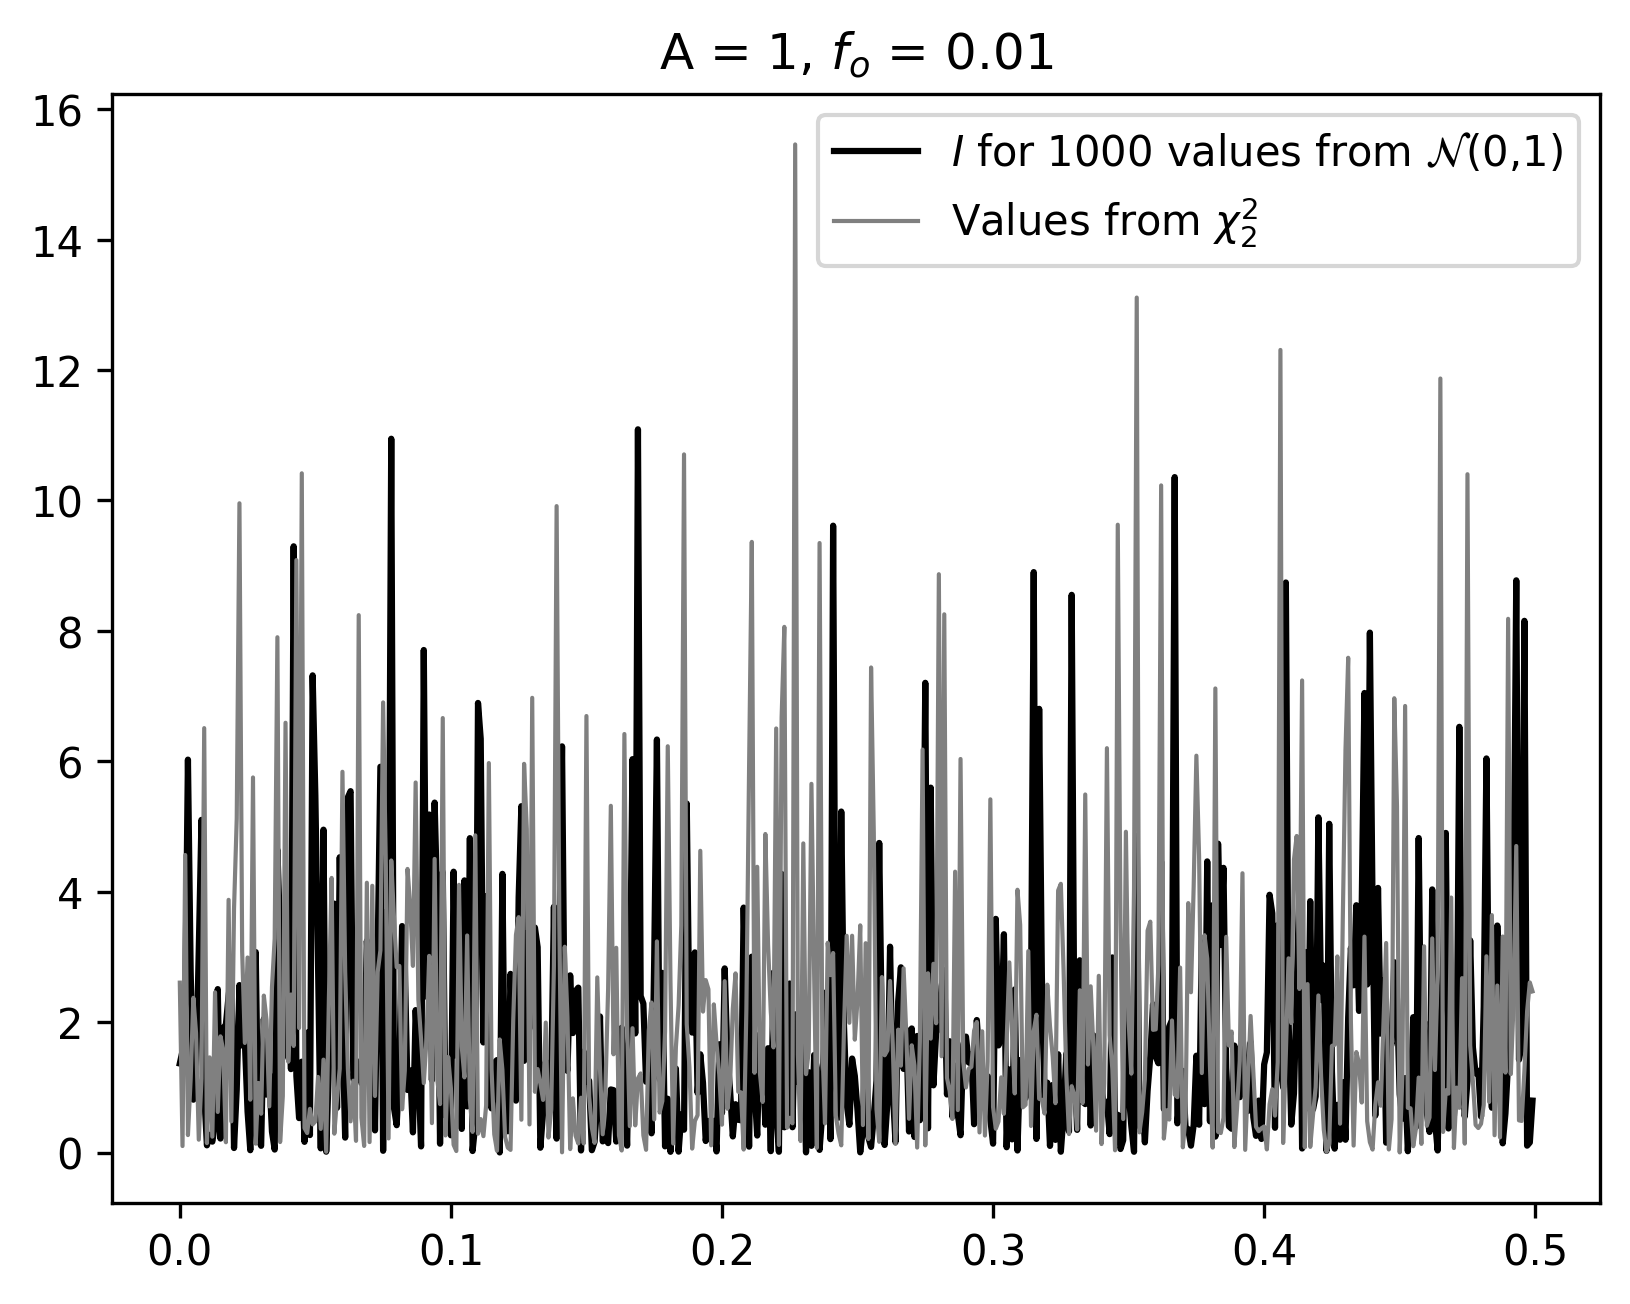 A = 1, fₒ = 0.01
16
14
12
10
8
6
4
2
0
I for 1000 values from 𝒩(0,1)
Values from χ₂²
0.0 0.1 0.2 0.3 0.4 0.5